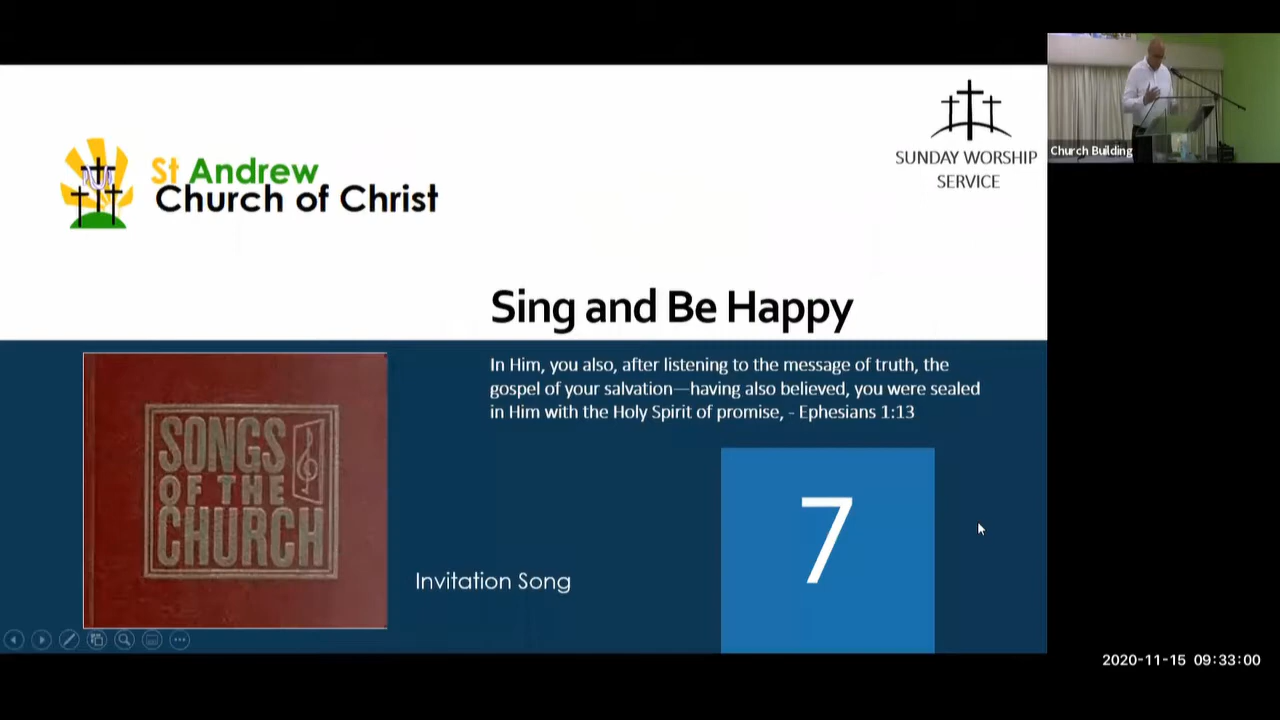 St Andrew
Church of Christ
SUNDAY WORSHIP
SERVICE
Church Building
Sing and Be Happy
In Him, you also, after listening to the message of truth, the
gospel of your salvation—having also believed, you were sealed
in Him with the Holy Spirit of promise, - Ephesians 1:13
SONGS
OF THE
CHURCH
7
Invitation Song
2020-11-15 09:33:00